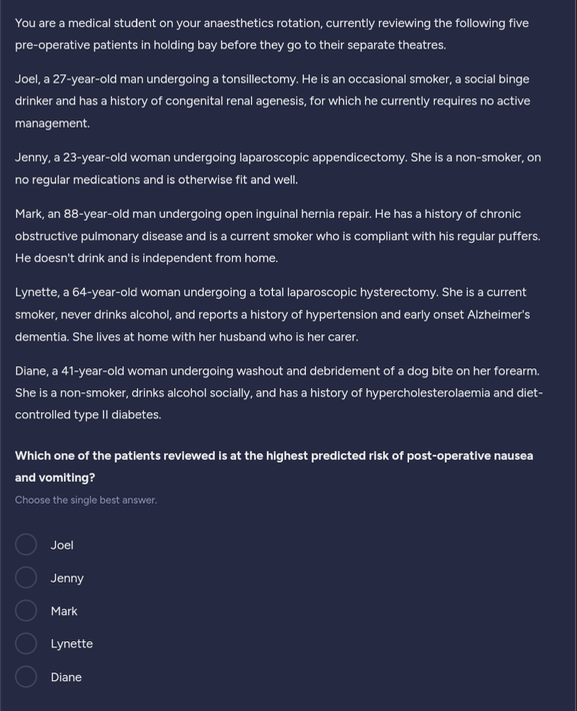 You are a medical student on your anaesthetics rotation, currently reviewing the following five
pre-operative patients in holding bay before they go to their separate theatres.
Joel, a 27-year-old man undergoing a tonsillectomy. He is an occasional smoker, a social binge
drinker and has a history of congenital renal agenesis, for which he currently requires no active
management.
Jenny, a 23-year-old woman undergoing laparoscopic appendicectomy. She is a non-smoker, on
no regular medications and is otherwise fit and well.
Mark, an 88-year-old man undergoing open inguinal hernia repair. He has a history of chronic
obstructive pulmonary disease and is a current smoker who is compliant with his regular puffers.
He doesn't drink and is independent from home.
Lynette, a 64-year-old woman undergoing a total laparoscopic hysterectomy. She is a current
smoker, never drinks alcohol, and reports a history of hypertension and early onset Alzheimer's
dementia. She lives at home with her husband who is her carer.
Diane, a 41-year-old woman undergoing washout and debridement of a dog bite on her forearm.
She is a non-smoker, drinks alcohol socially, and has a history of hypercholesterolaemia and diet-
controlled type II diabetes.
Which one of the patients reviewed is at the highest predicted risk of post-operative nausea
and vomiting?
Choose the single best answer.
Joel
Jenny
Mark
Lynette
Diane